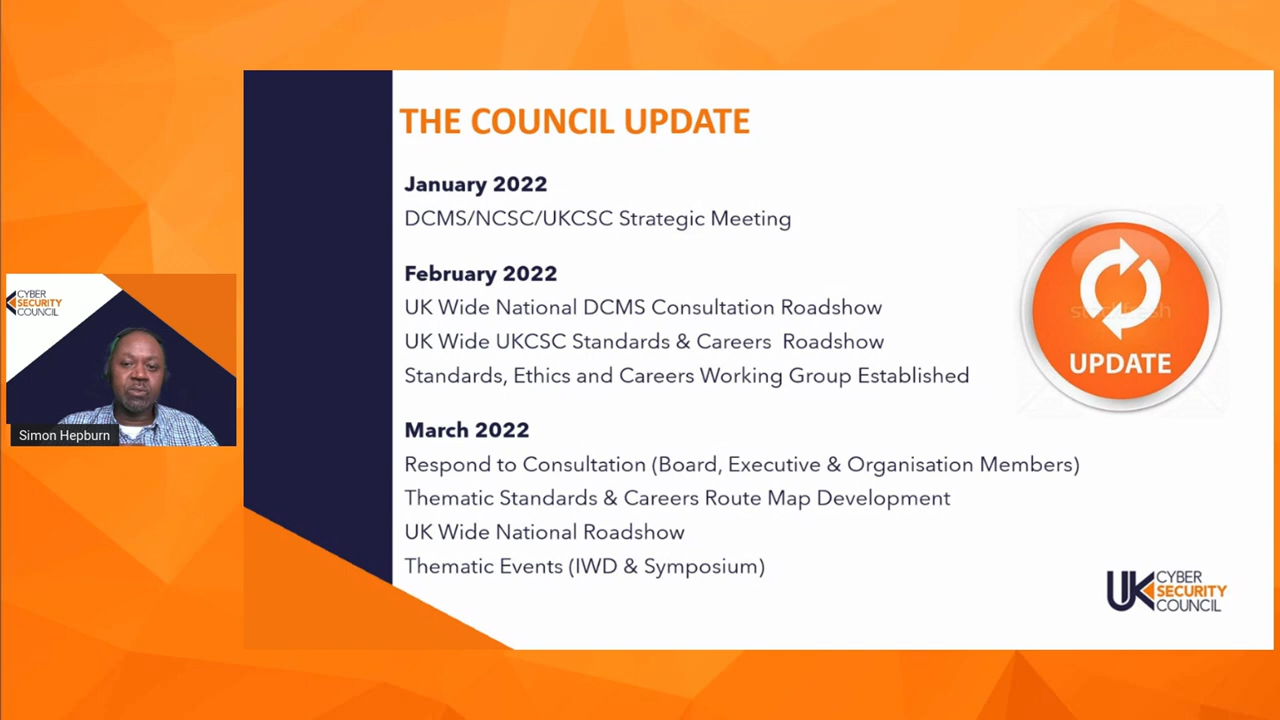 THE COUNCIL UPDATE
January 2022
DCMS/NCSC/UKCSC Strategic Meeting
February 2022
UK Wide National DCMS Consultation Roadshow
UK Wide UKCSC Standards & Careers  Roadshow
Standards, Ethics and Careers Working Group Established
March 2022
Respond to Consultation (Board, Executive & Organisation Members)
Thematic Standards & Careers Route Map Development
UK Wide National Roadshow
Thematic Events (IWD & Symposium)
UPDATE
UK CYBER
SECURITY
COUNCIL
CYBER
SECURITY
COUNCIL
Simon Hepburn